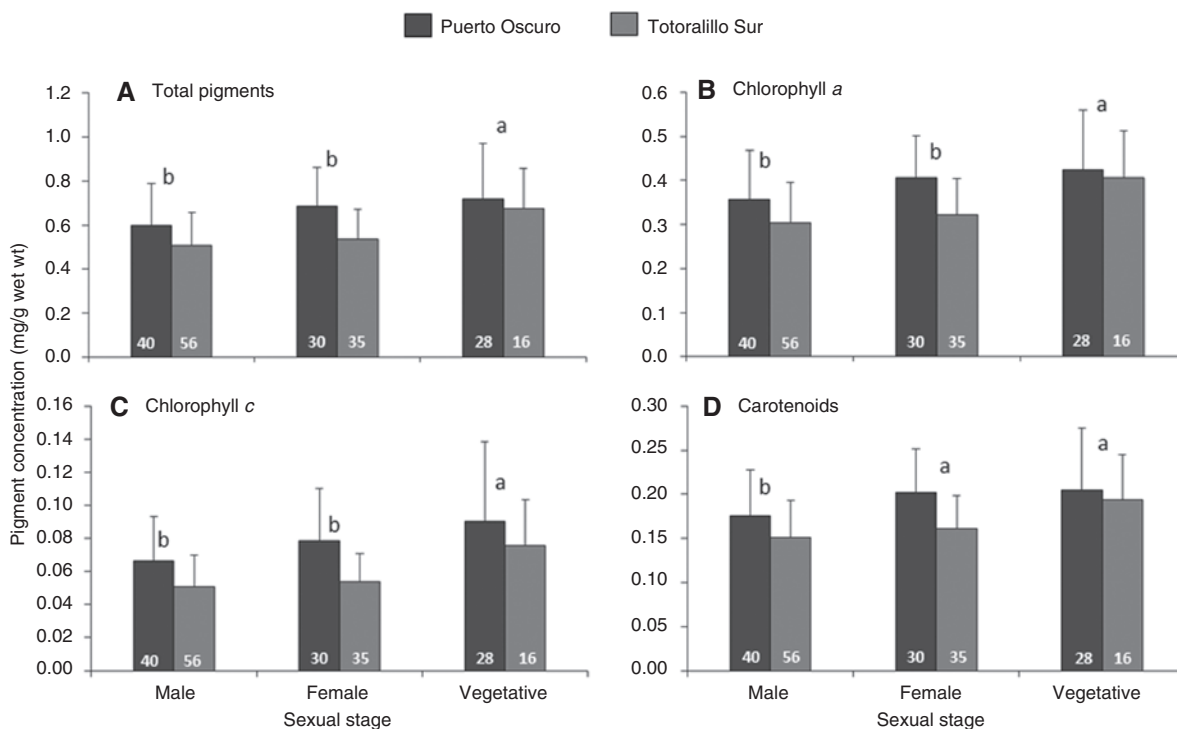 Puerto Oscuro Totoralillo Sur
Pigment concentration (mg/g wet wt)
A Total pigments
1.2
1.0
0.8
0.6
0.4
0.2
0.0
b b a
40 56 30 35 28 16
B Chlorophyll a
0.6
0.5
0.4
0.3
0.2
0.1
0.0
b b a
40 56 30 35 28 16
C Chlorophyll c
0.16
0.14
0.12
0.10
0.08
0.06
0.04
0.02
0.00
b b a
40 56 30 35 28 16
Male Female Vegetative
Sexual stage
D Carotenoids
0.30
0.25
0.20
0.15
0.10
0.05
0.00
b a a
40 56 30 35 28 16
Male Female Vegetative
Sexual stage